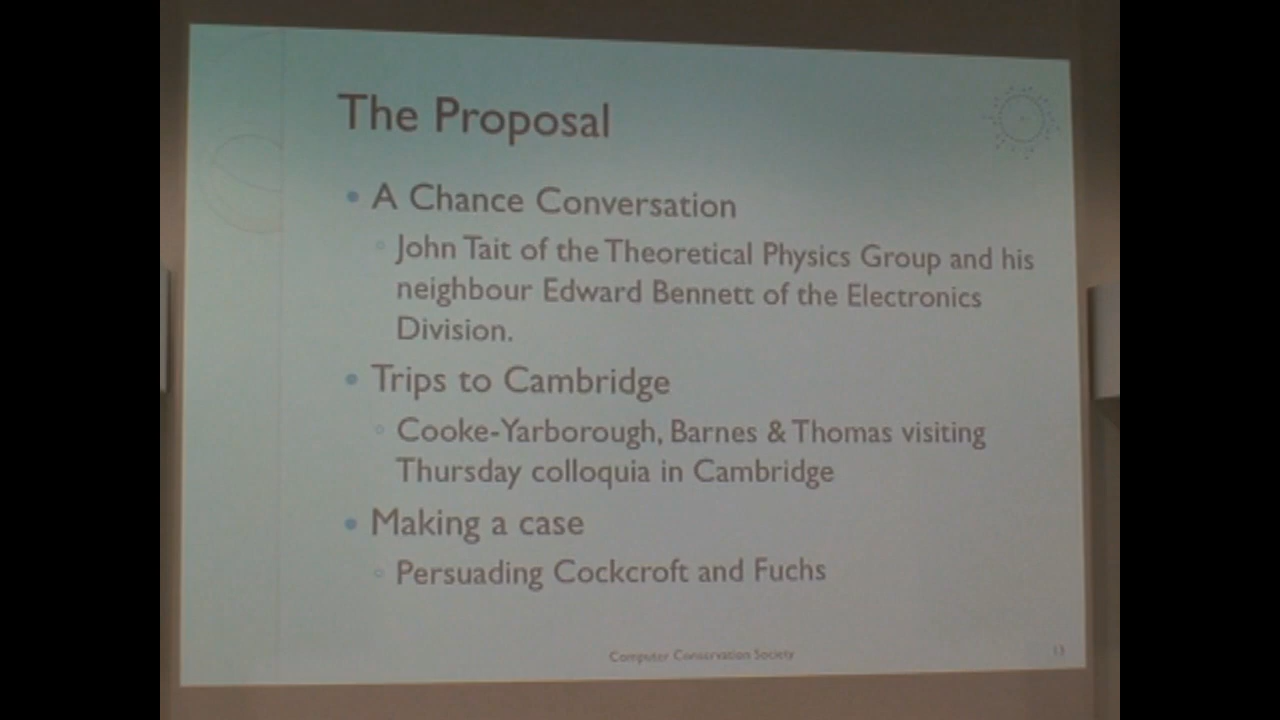 The Proposal
• A Chance Conversation
◦ John Tait of the Theoretical Physics Group and his
neighbour Edward Bennett of the Electronics
Division.
• Trips to Cambridge
◦ Cooke-Yarborough, Barnes & Thomas visiting
Thursday colloquia in Cambridge
• Making a case
◦ Persuading Cockcroft and Fuchs
Computer Conservation Society
13